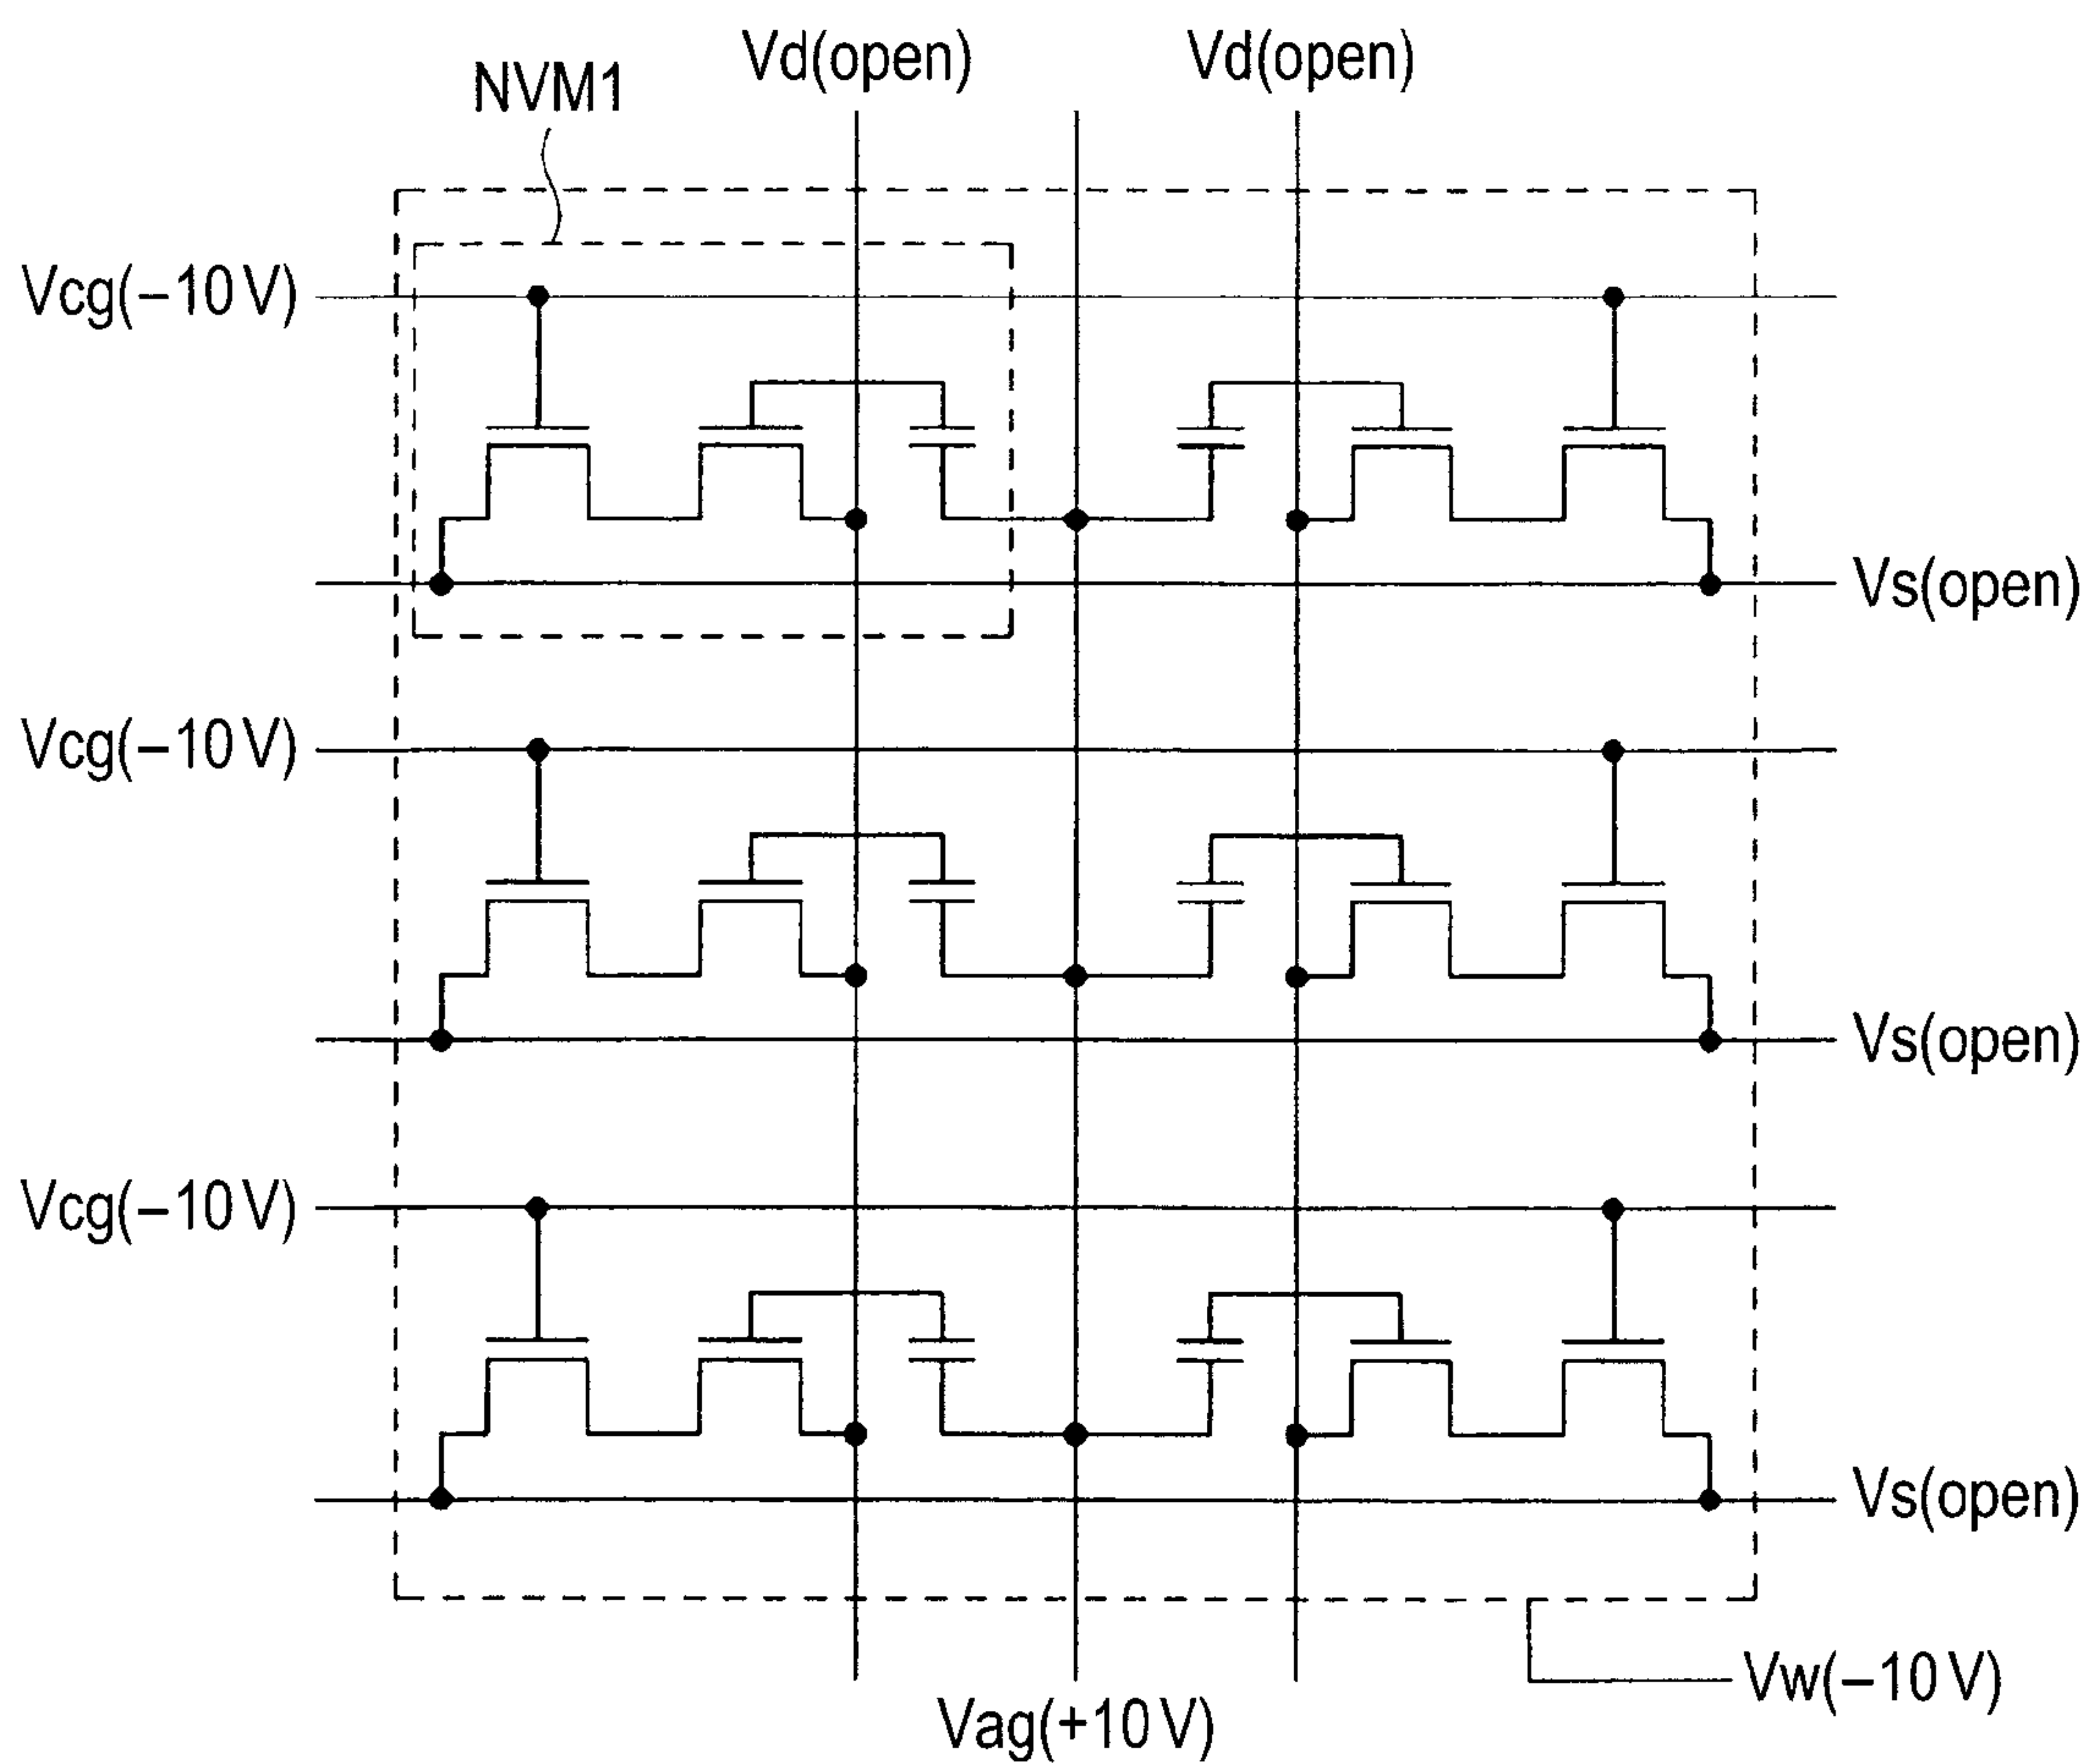 Vd(open)
Vd(open)
NVM1
Vcg(−10 V)
Vs(open)
Vcg(−10 V)
Vs(open)
Vcg(−10 V)
Vs(open)
Vw(−10 V)
Vag(+10 V)